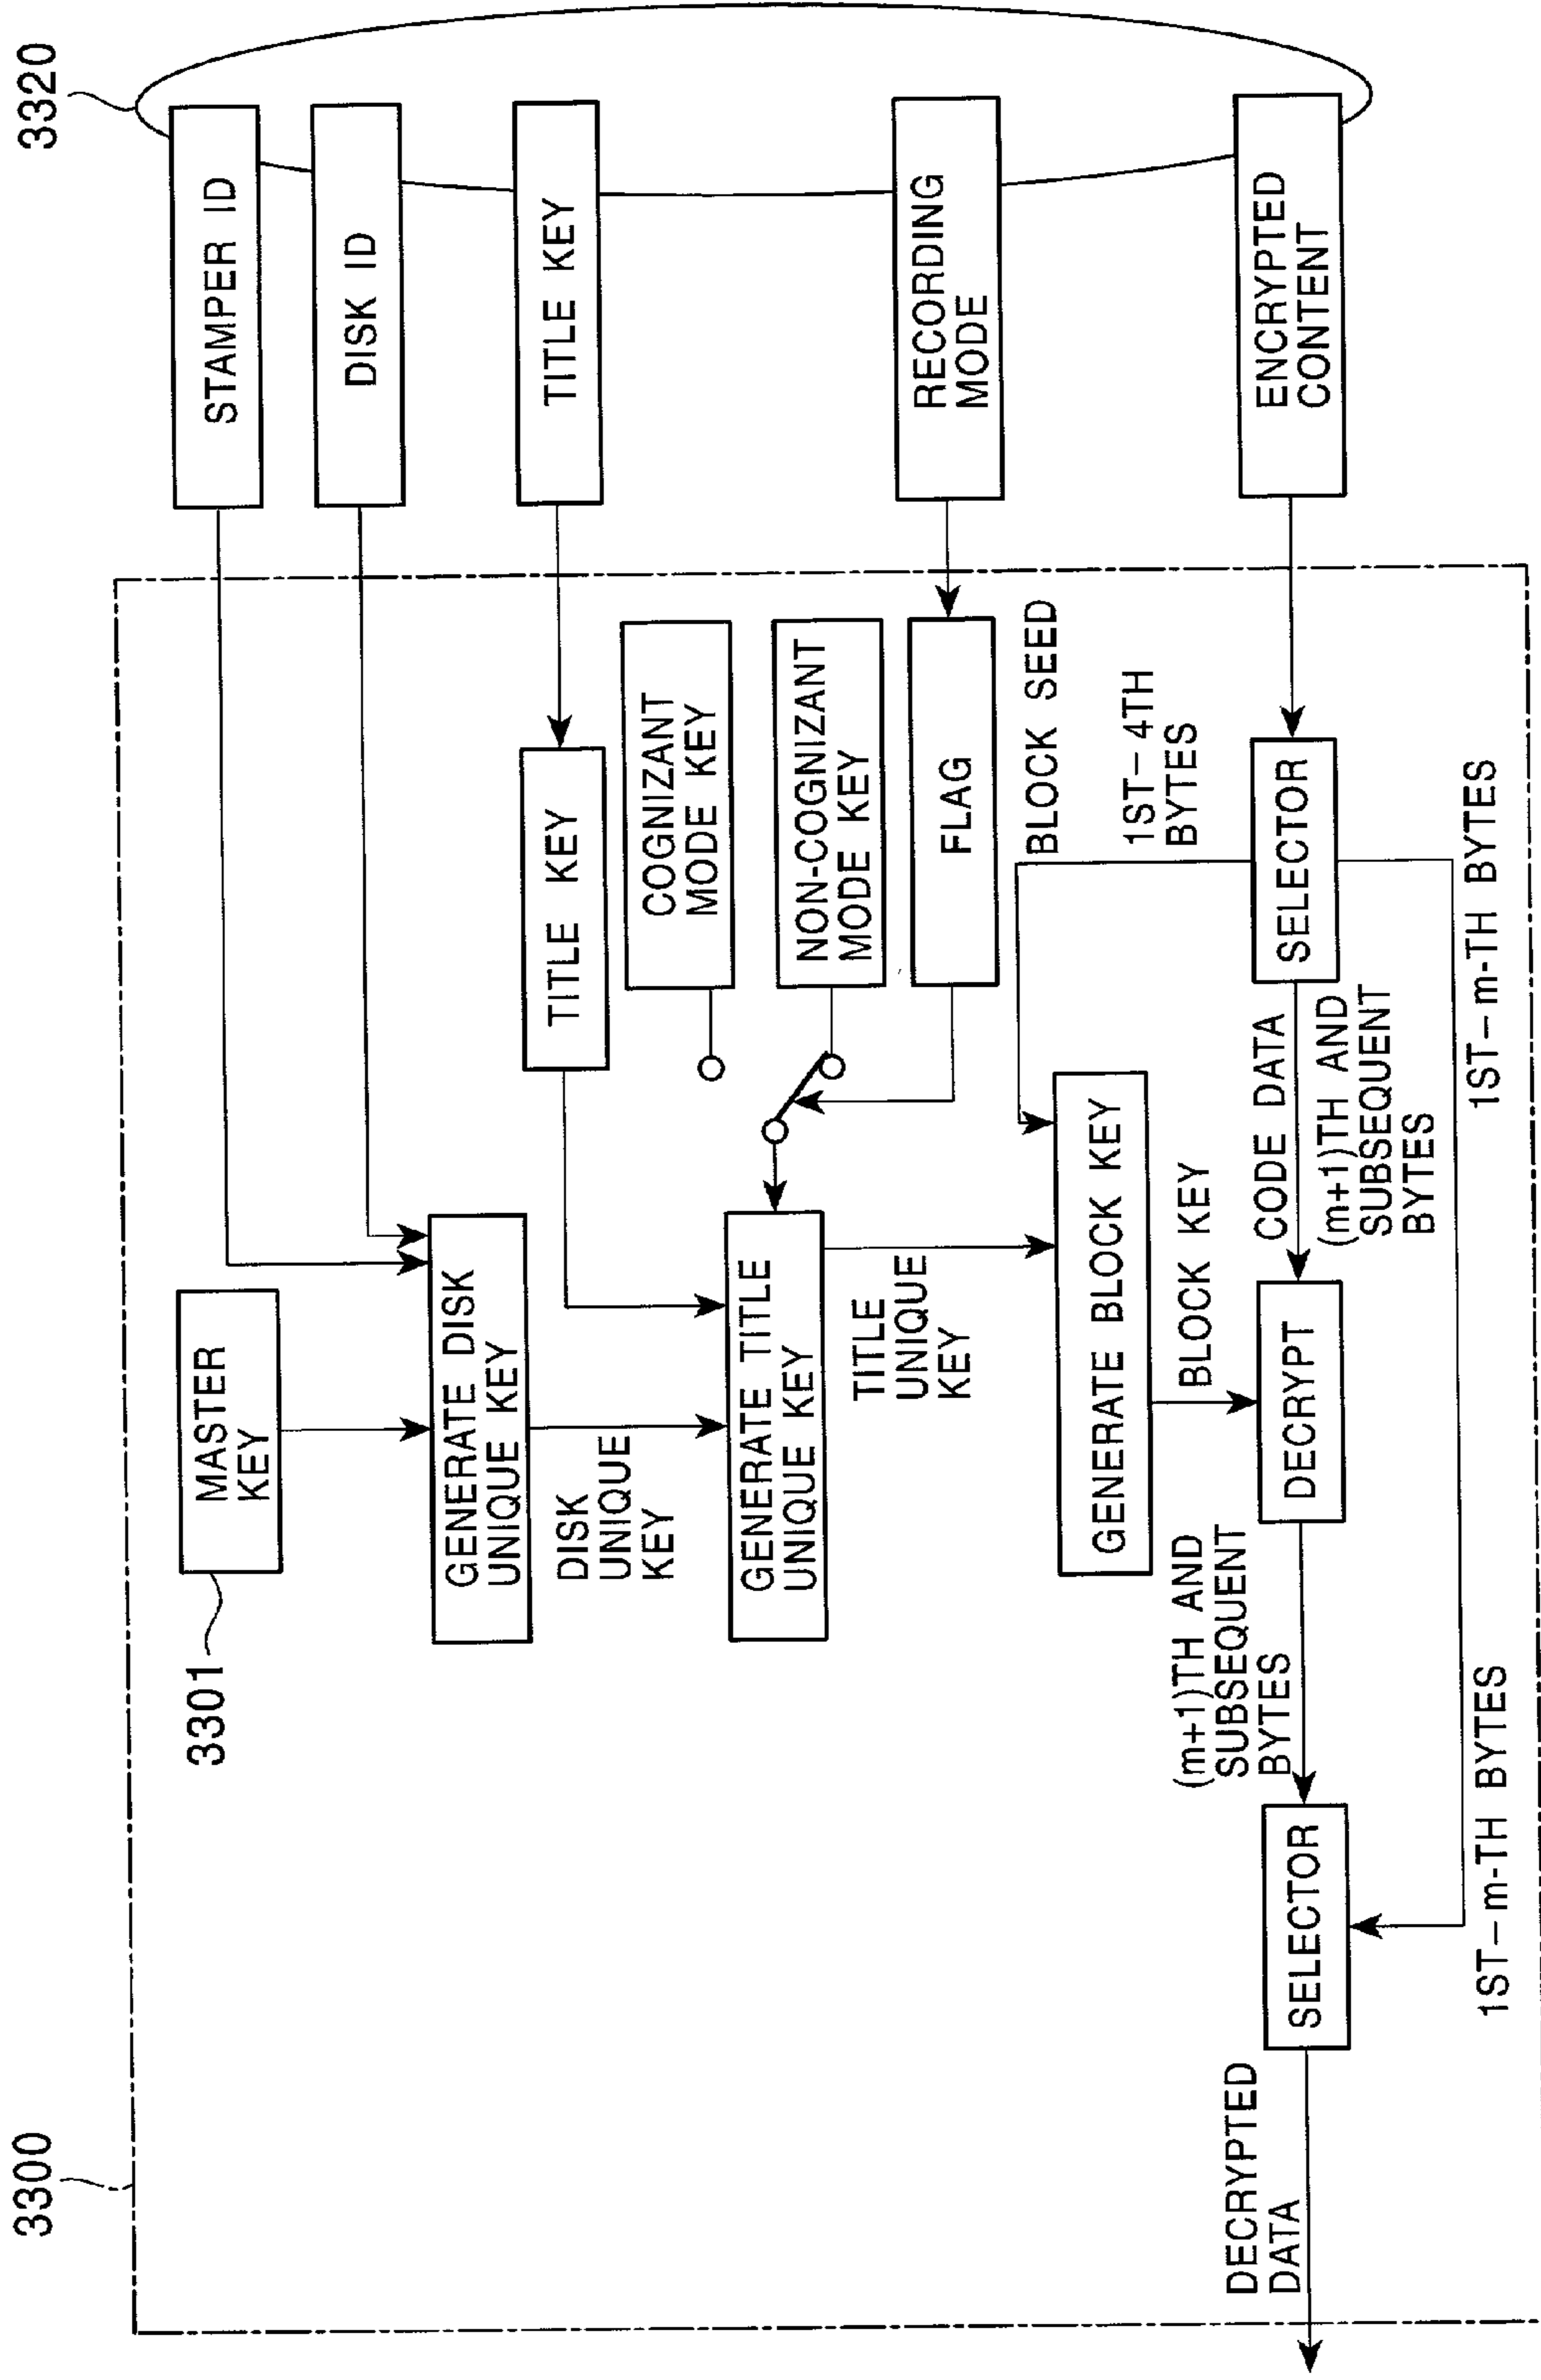 3300
3320
3301
MASTER
KEY
STAMPER ID
DISK ID
GENERATE DISK
UNIQUE KEY
DISK
UNIQUE
KEY
TITLE KEY
TITLE KEY
COGNIZANT
MODE KEY
GENERATE TITLE
UNIQUE KEY
NON-COGNIZANT
MODE KEY
TITLE
UNIQUE
KEY
FLAG
RECORDING
MODE
BLOCK SEED
GENERATE BLOCK KEY
1ST–4TH
BYTES
BLOCK KEY
(m+1)TH AND
SUBSEQUENT
BYTES
CODE DATA
(m+1)TH AND
SUBSEQUENT
BYTES
DECRYPTED
DATA
SELECTOR
DECRYPT
SELECTOR
ENCRYPTED
CONTENT
1ST–m-TH BYTES
1ST–m-TH BYTES